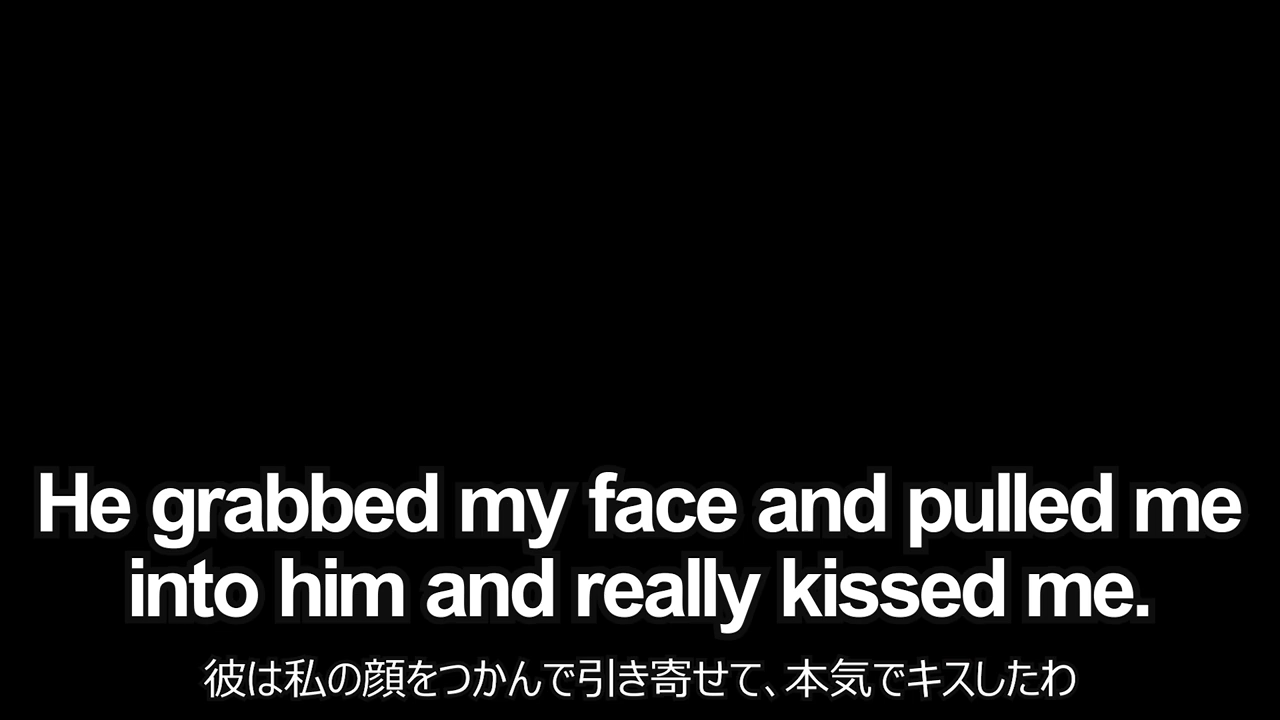 He grabbed my face and pulled me
into him and really kissed me.
彼は私の顔をつかんで引き寄せて、本気でキスしたわ